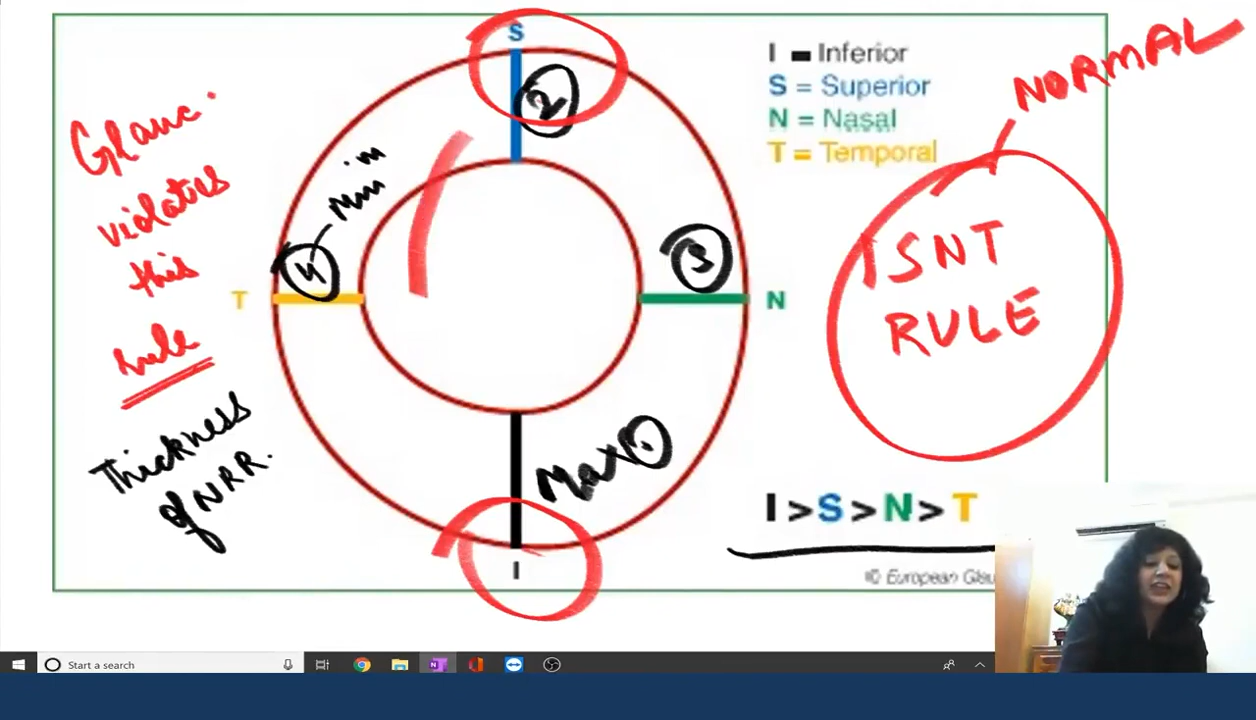 S
I = Inferior
S = Superior
N = Nasal
T = Temporal
NORMAL
Glauc.
violates
this
rule
Thickness
of NRR.
2
Minim
4
3
T
N
ISNT
RULE
Max
1
I
I > S > N > T
© European Glau
Start a search